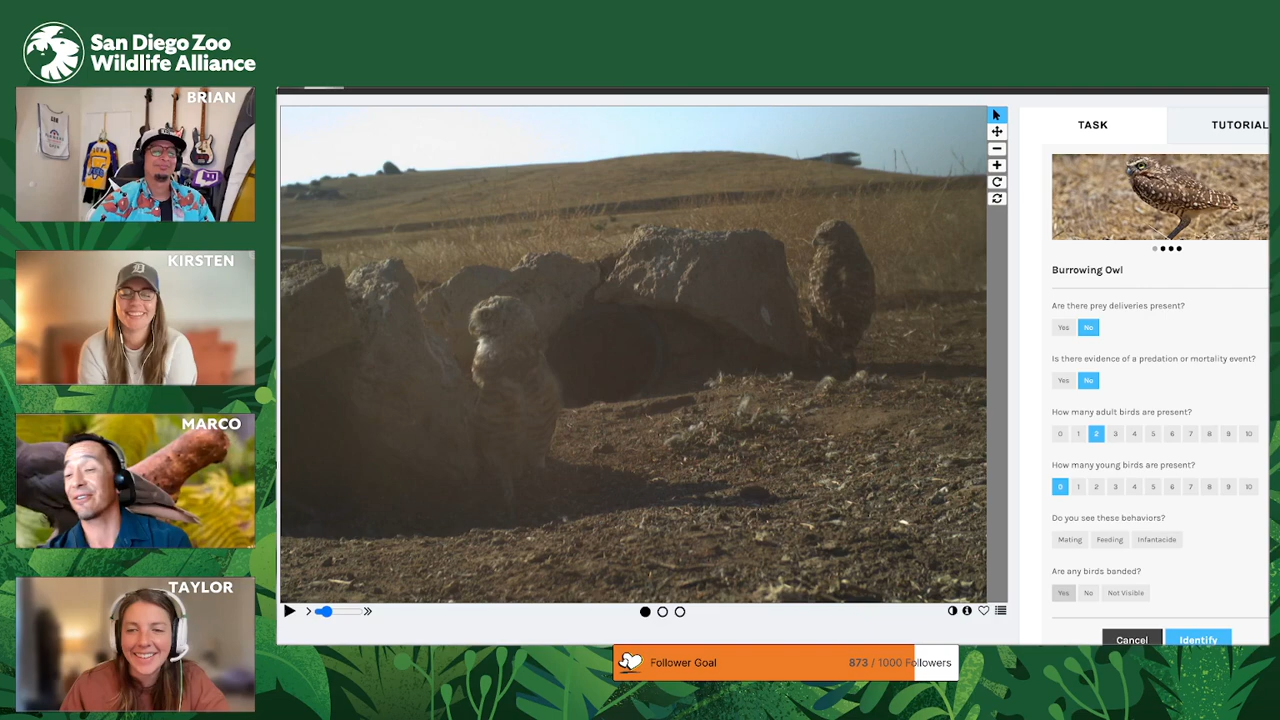 San Diego Zoo
Wildlife Alliance
BRIAN
KIRSTEN
MARCO
TAYLOR
TASK
TUTORIAL
Burrowing Owl
Are there prey deliveries present?
Yes No
Is there evidence of a predation or mortality event?
Yes No
How many adult birds are present?
0 1 2 3 4 5 6 7 8 9 10
How many young birds are present?
0 1 2 3 4 5 6 7 8 9 10
Do you see these behaviors?
Mating Feeding Infantacide
Are any birds banded?
Yes No Not Visible
Cancel Identify
Follower Goal 873 / 1000 Followers